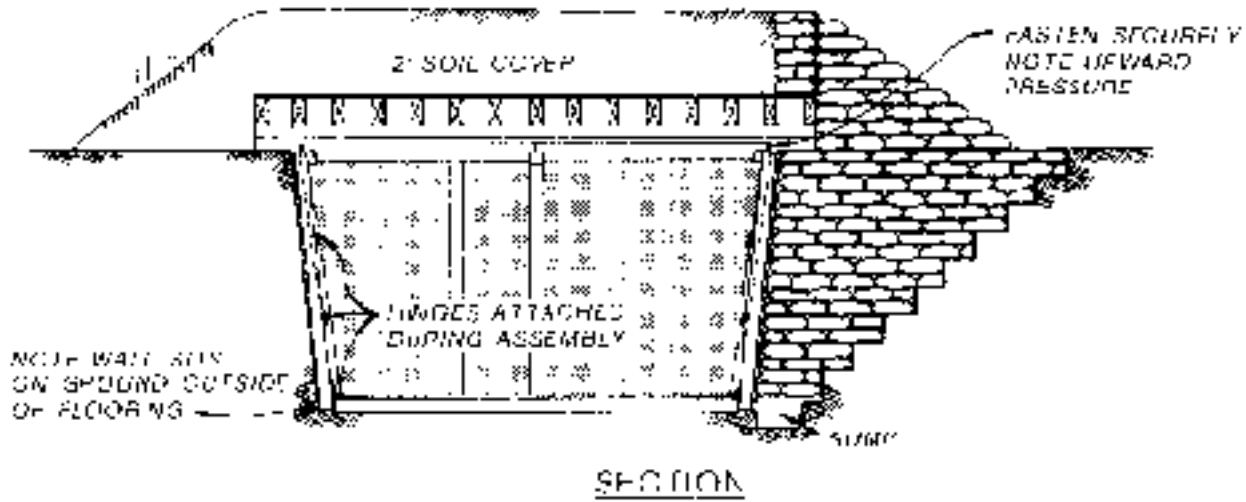 2' SOIL COVER
FASTEN SECURELY
NOTE UPWARD
PRESSURE
HINGES ATTACHED
DURING ASSEMBLY
NOTE WALL SITS
ON GROUND OUTSIDE
OF FLOORING
SUMP
SECTION